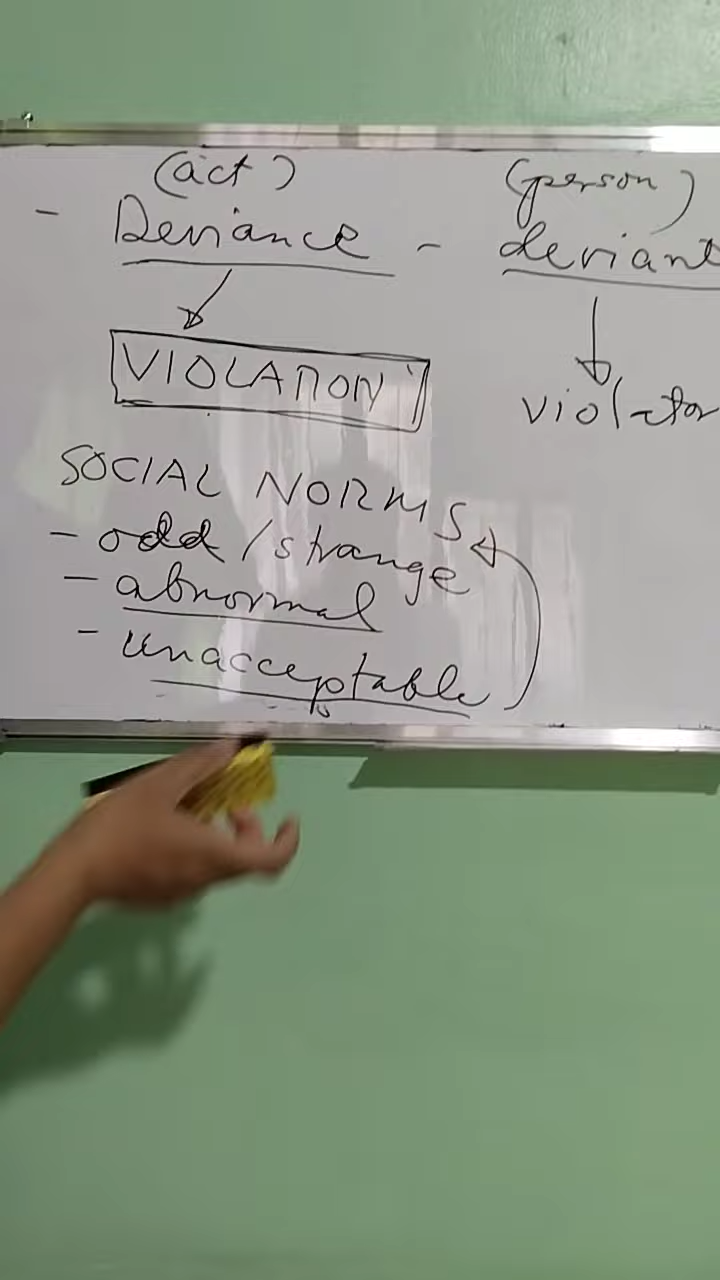 (act) (person)
- Deviance - deviant
VIOLATION
violator
SOCIAL NORMS
- odd/strange
- abnormal
- unacceptable